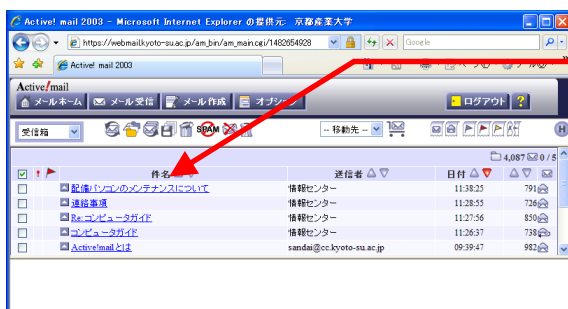 Active! mail 2003 - Microsoft Internet Explorer の提供元: 京都産業大学
https://webmail.kyoto-su.ac.jp/am_bin/am_main.cgi/1482654928 Google
Active! mail 2003
Active!mail
メールホーム メール受信 メール作成 オプション ログアウト ?
受信箱 SPAM -- 移動先 -- H
4,087 0 / 5
件名 送信者 日付
配備パソコンのメンテナンスについて 情報センター 11:38:25 791
連絡事項 情報センター 11:28:55 726
Re: コンピュータガイド 情報センター 11:27:56 850
コンピュータガイド 情報センター 11:26:37 738
Active!mailとは sandai@cc.kyoto-su.ac.jp 09:39:47 982